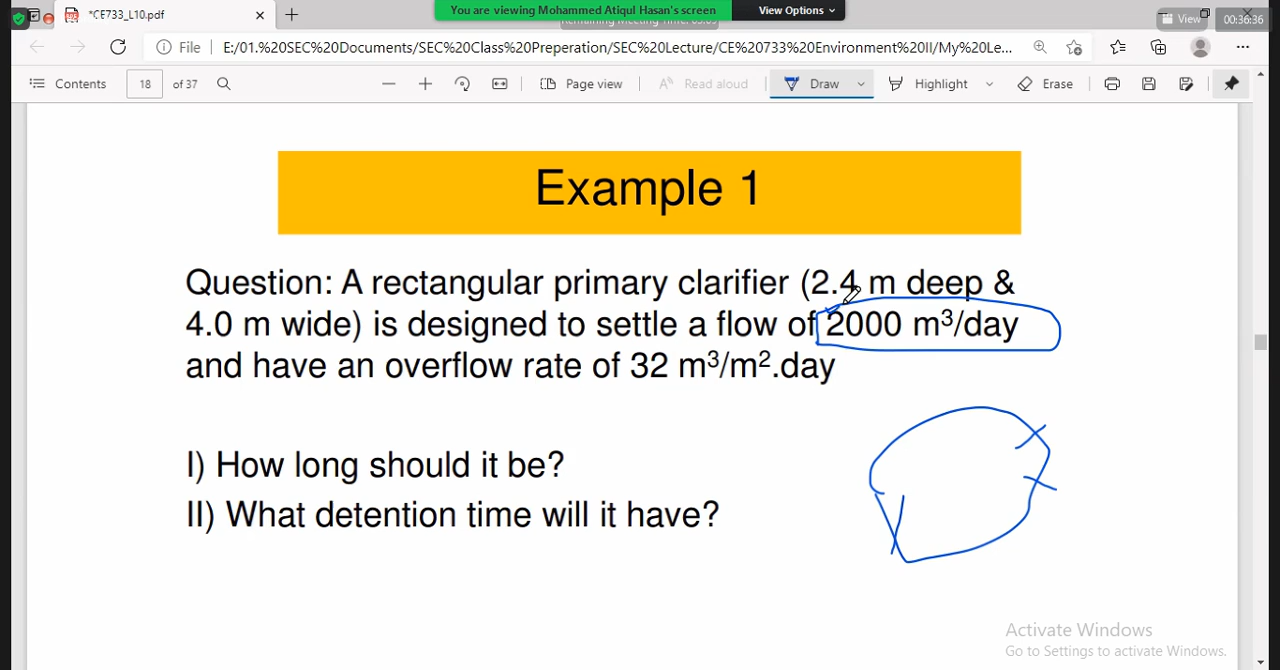 *CE733_L10.pdf
You are viewing Mohammed Atiqul Hasan's screen
View Options
View
00:36:36
File
E:/01.%20SEC%20Documents/SEC%20Class%20Preperation/SEC%20Lecture/CE%20733%20Environment%20II/My%20Le...
Contents
18
of 37
Page view
Read aloud
Draw
Highlight
Erase
Example 1
Question: A rectangular primary clarifier (2.4 m deep &
4.0 m wide) is designed to settle a flow of 2000 m³/day
and have an overflow rate of 32 m³/m².day
I) How long should it be?
II) What detention time will it have?
Activate Windows
Go to Settings to activate Windows.